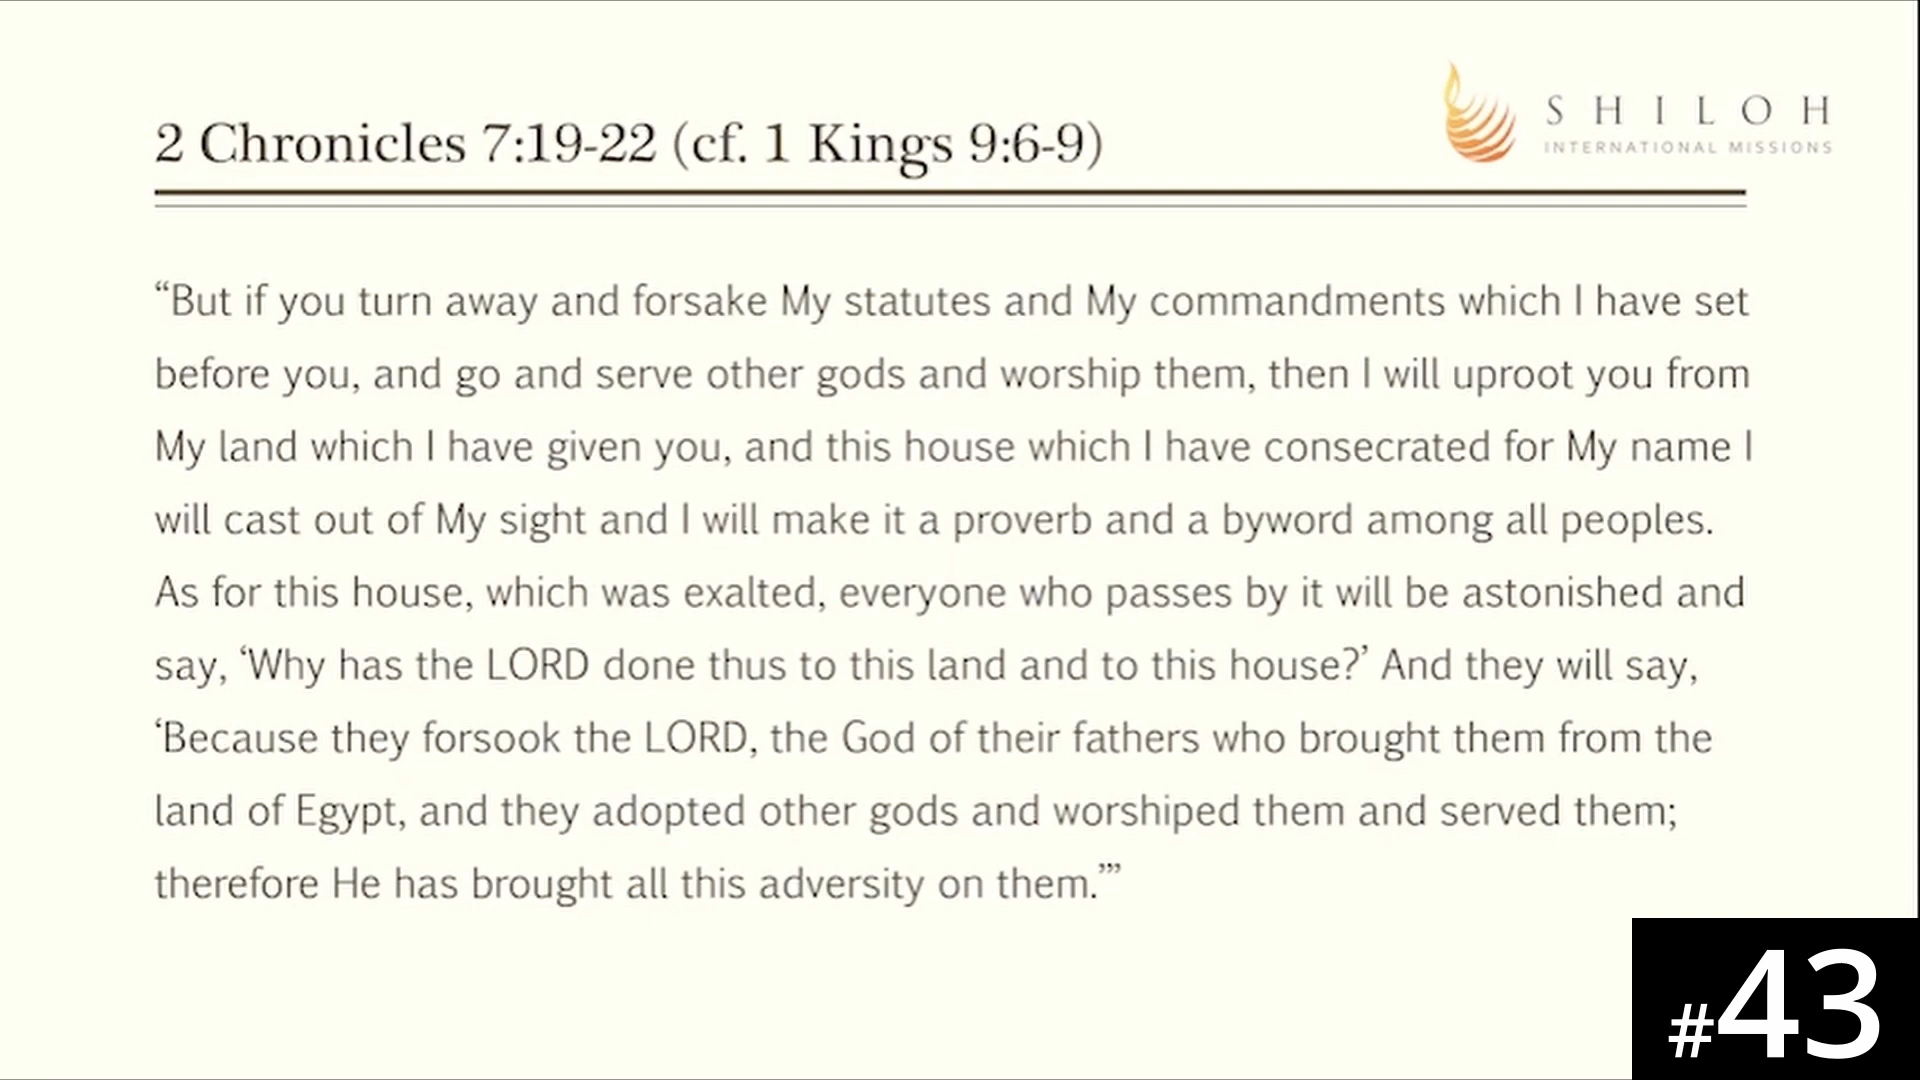 SHILOH
INTERNATIONAL MISSIONS
2 Chronicles 7:19-22 (cf. 1 Kings 9:6-9)
“But if you turn away and forsake My statutes and My commandments which I have set
before you, and go and serve other gods and worship them, then I will uproot you from
My land which I have given you, and this house which I have consecrated for My name I
will cast out of My sight and I will make it a proverb and a byword among all peoples.
As for this house, which was exalted, everyone who passes by it will be astonished and
say, ‘Why has the LORD done thus to this land and to this house?’ And they will say,
‘Because they forsook the LORD, the God of their fathers who brought them from the
land of Egypt, and they adopted other gods and worshiped them and served them;
therefore He has brought all this adversity on them.’”
#43